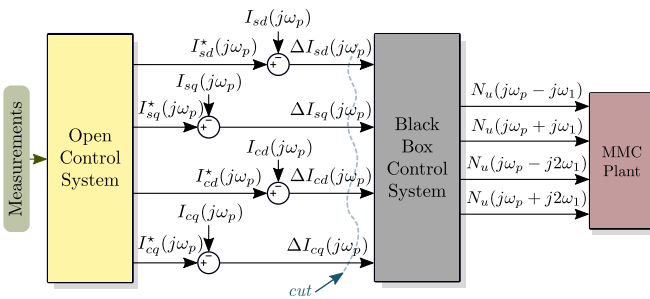 Measurements
Open
Control
System
I_{sd}(jω_p)
I^⋆_{sd}(jω_p)
ΔI_{sd}(jω_p)
I_{sq}(jω_p)
I^⋆_{sq}(jω_p)
ΔI_{sq}(jω_p)
I_{cd}(jω_p)
I^⋆_{cd}(jω_p)
ΔI_{cd}(jω_p)
I_{cq}(jω_p)
I^⋆_{cq}(jω_p)
ΔI_{cq}(jω_p)
cut
Black
Box
Control
System
N_u(jω_p − jω_1)
N_u(jω_p + jω_1)
N_u(jω_p − j2ω_1)
N_u(jω_p + j2ω_1)
MMC
Plant